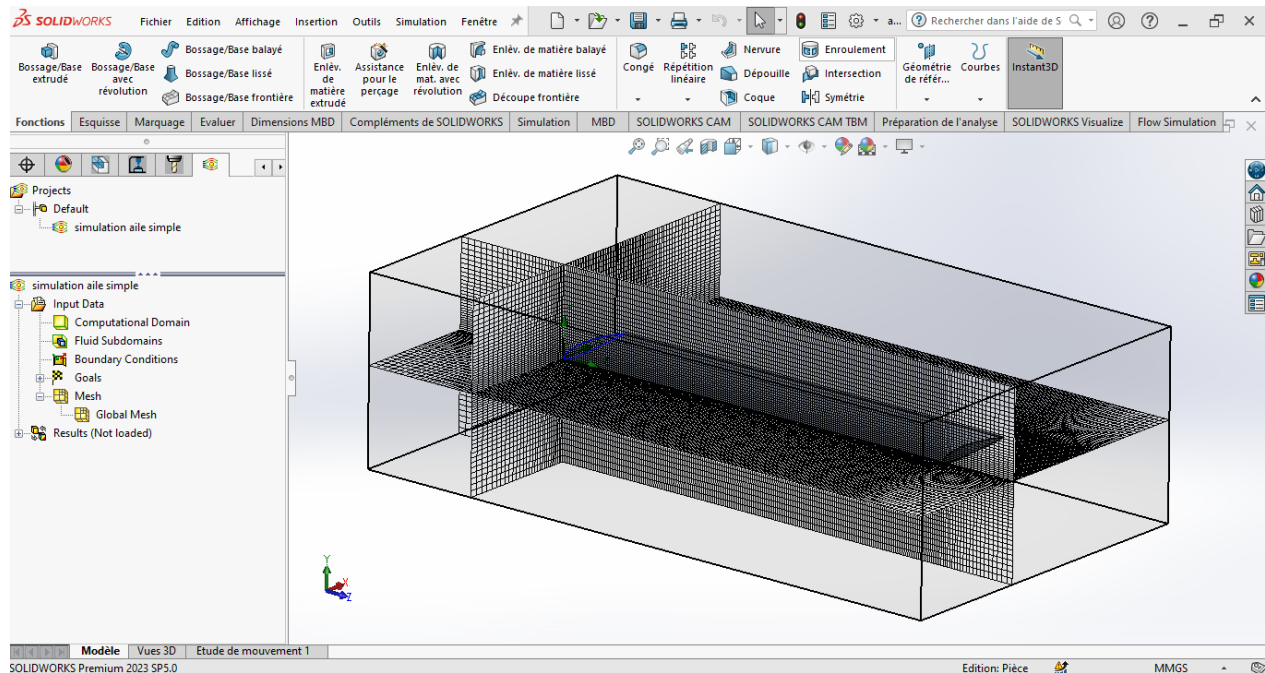 SOLIDWORKS Fichier Edition Affichage Insertion Outils Simulation Fenêtre a... Rechercher dans l'aide de S
Bossage/Base extrudé
Bossage/Base avec révolution
Bossage/Base balayé
Bossage/Base lissé
Bossage/Base frontière
Enlèv. de matière extrudé
Assistance pour le perçage
Enlèv. de mat. avec révolution
Enlèv. de matière balayé
Enlèv. de matière lissé
Découpe frontière
Congé
Répétition linéaire
Nervure
Dépouille
Coque
Enroulement
Intersection
Symétrie
Géométrie de référ...
Courbes
Instant3D
Fonctions Esquisse Marquage Evaluer Dimensions MBD Compléments de SOLIDWORKS Simulation MBD SOLIDWORKS CAM SOLIDWORKS CAM TBM Préparation de l'analyse SOLIDWORKS Visualize Flow Simulation
Projects
Default
simulation aile simple
simulation aile simple
Input Data
Computational Domain
Fluid Subdomains
Boundary Conditions
Goals
Mesh
Global Mesh
Results (Not loaded)
Y
X
Z
Modèle Vues 3D Etude de mouvement 1
SOLIDWORKS Premium 2023 SP5.0 Edition: Pièce MMGS